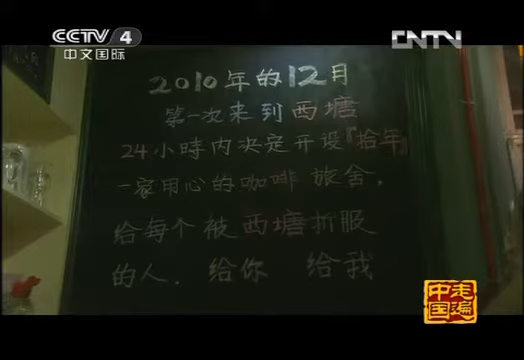 CCTV 4
中文国际
CNTV
2010年的12月
第一次来到西塘
24小時内决定开设『拾年』
一家用心的咖啡旅舍，
给每个被西塘折服
的人．给你 给我
走遍
中国